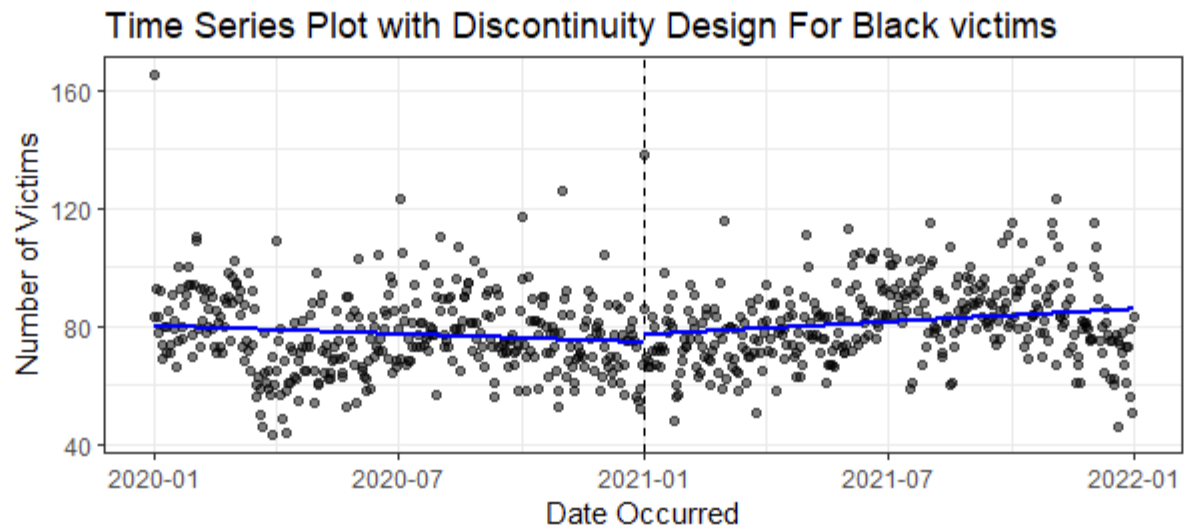 Time Series Plot with Discontinuity Design For Black victims
Number of Victims
160
120
80
40
2020-01 2020-07 2021-01 2021-07 2022-01
Date Occurred